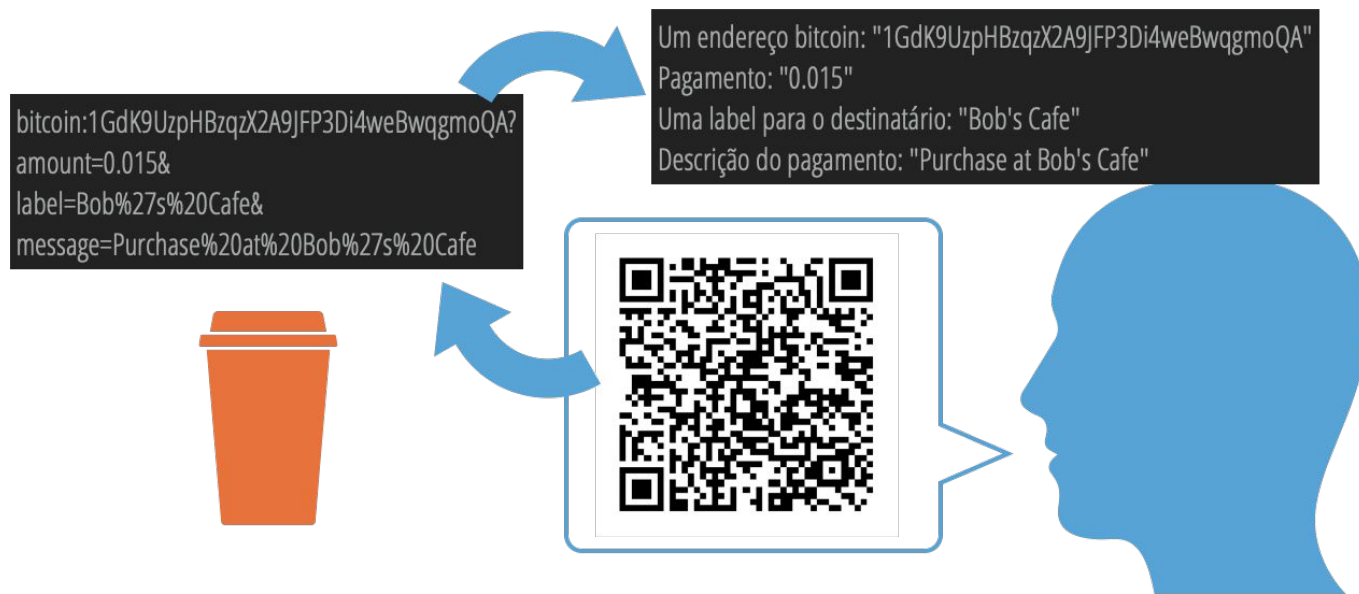 bitcoin:1GdK9UzpHBzqzX2A9JFP3Di4weBwqgmoQA?
amount=0.015&
label=Bob%27s%20Cafe&
message=Purchase%20at%20Bob%27s%20Cafe
Um endereço bitcoin: "1GdK9UzpHBzqzX2A9JFP3Di4weBwqgmoQA"
Pagamento: "0.015"
Uma label para o destinatário: "Bob's Cafe"
Descrição do pagamento: "Purchase at Bob's Cafe"